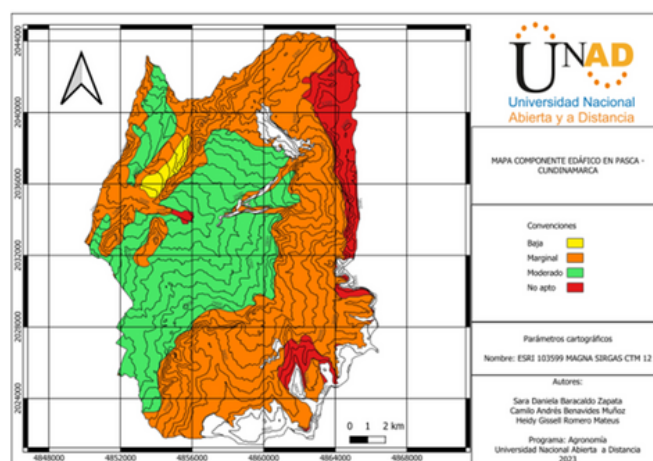 2044000
2040000
2036000
2032000
2028000
2024000
4848000
4852000
4856000
4860000
4864000
4868000
0 1 2 km
UNAD
Universidad Nacional
Abierta y a Distancia
MAPA COMPONENTE EDÁFICO EN PASCA -
CUNDINAMARCA
Convenciones
Baja
Marginal
Moderado
No apto
Parámetros cartográficos
Nombre: ESRI 103599 MAGNA SIRGAS CTM 12
Autores:
Sara Daniela Baracaldo Zapata
Camilo Andrés Benavides Muñoz
Heidy Gissell Romero Mateus
Programa: Agronomía
Universidad Nacional Abierta y a Distancia
2023